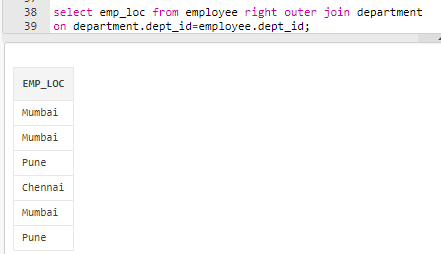 38 select emp_loc from employee right outer join department
39 on department.dept_id=employee.dept_id;
EMP_LOC
Mumbai
Mumbai
Pune
Chennai
Mumbai
Pune